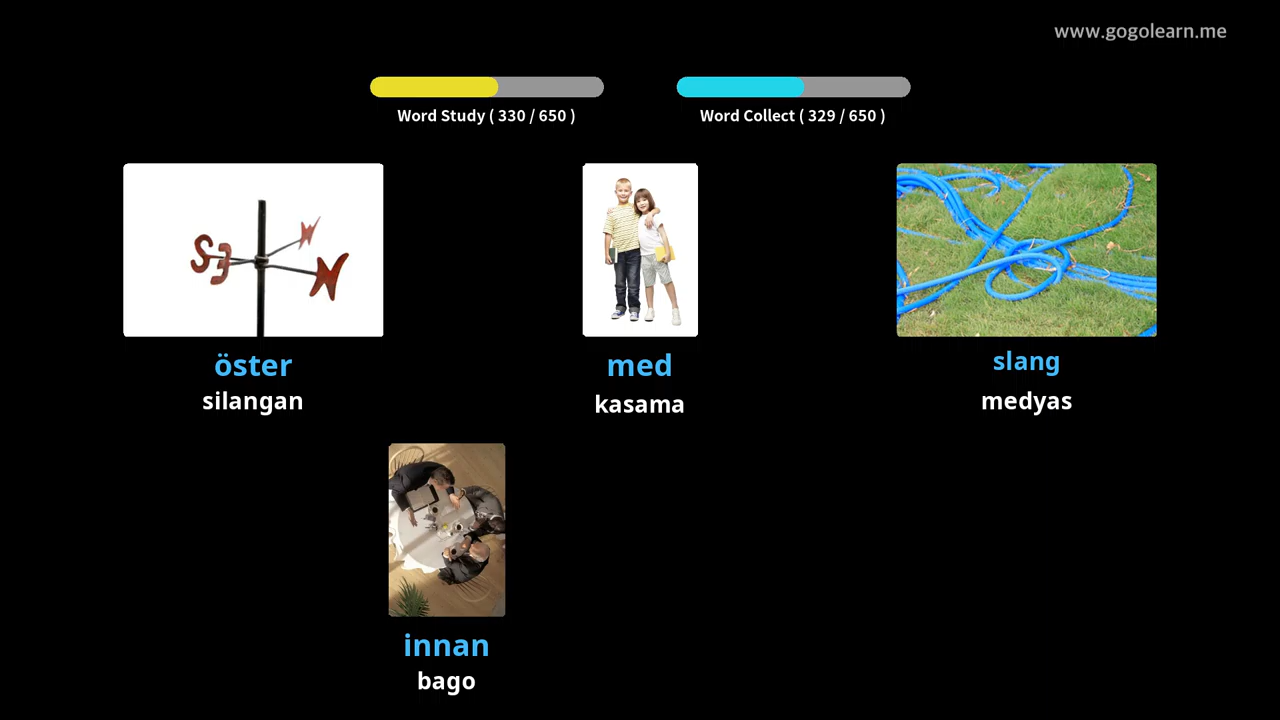 www.gogolearn.me
Word Study ( 330 / 650 )
Word Collect ( 329 / 650 )
S
E
N
öster
silangan
med
kasama
slang
medyas
innan
bago